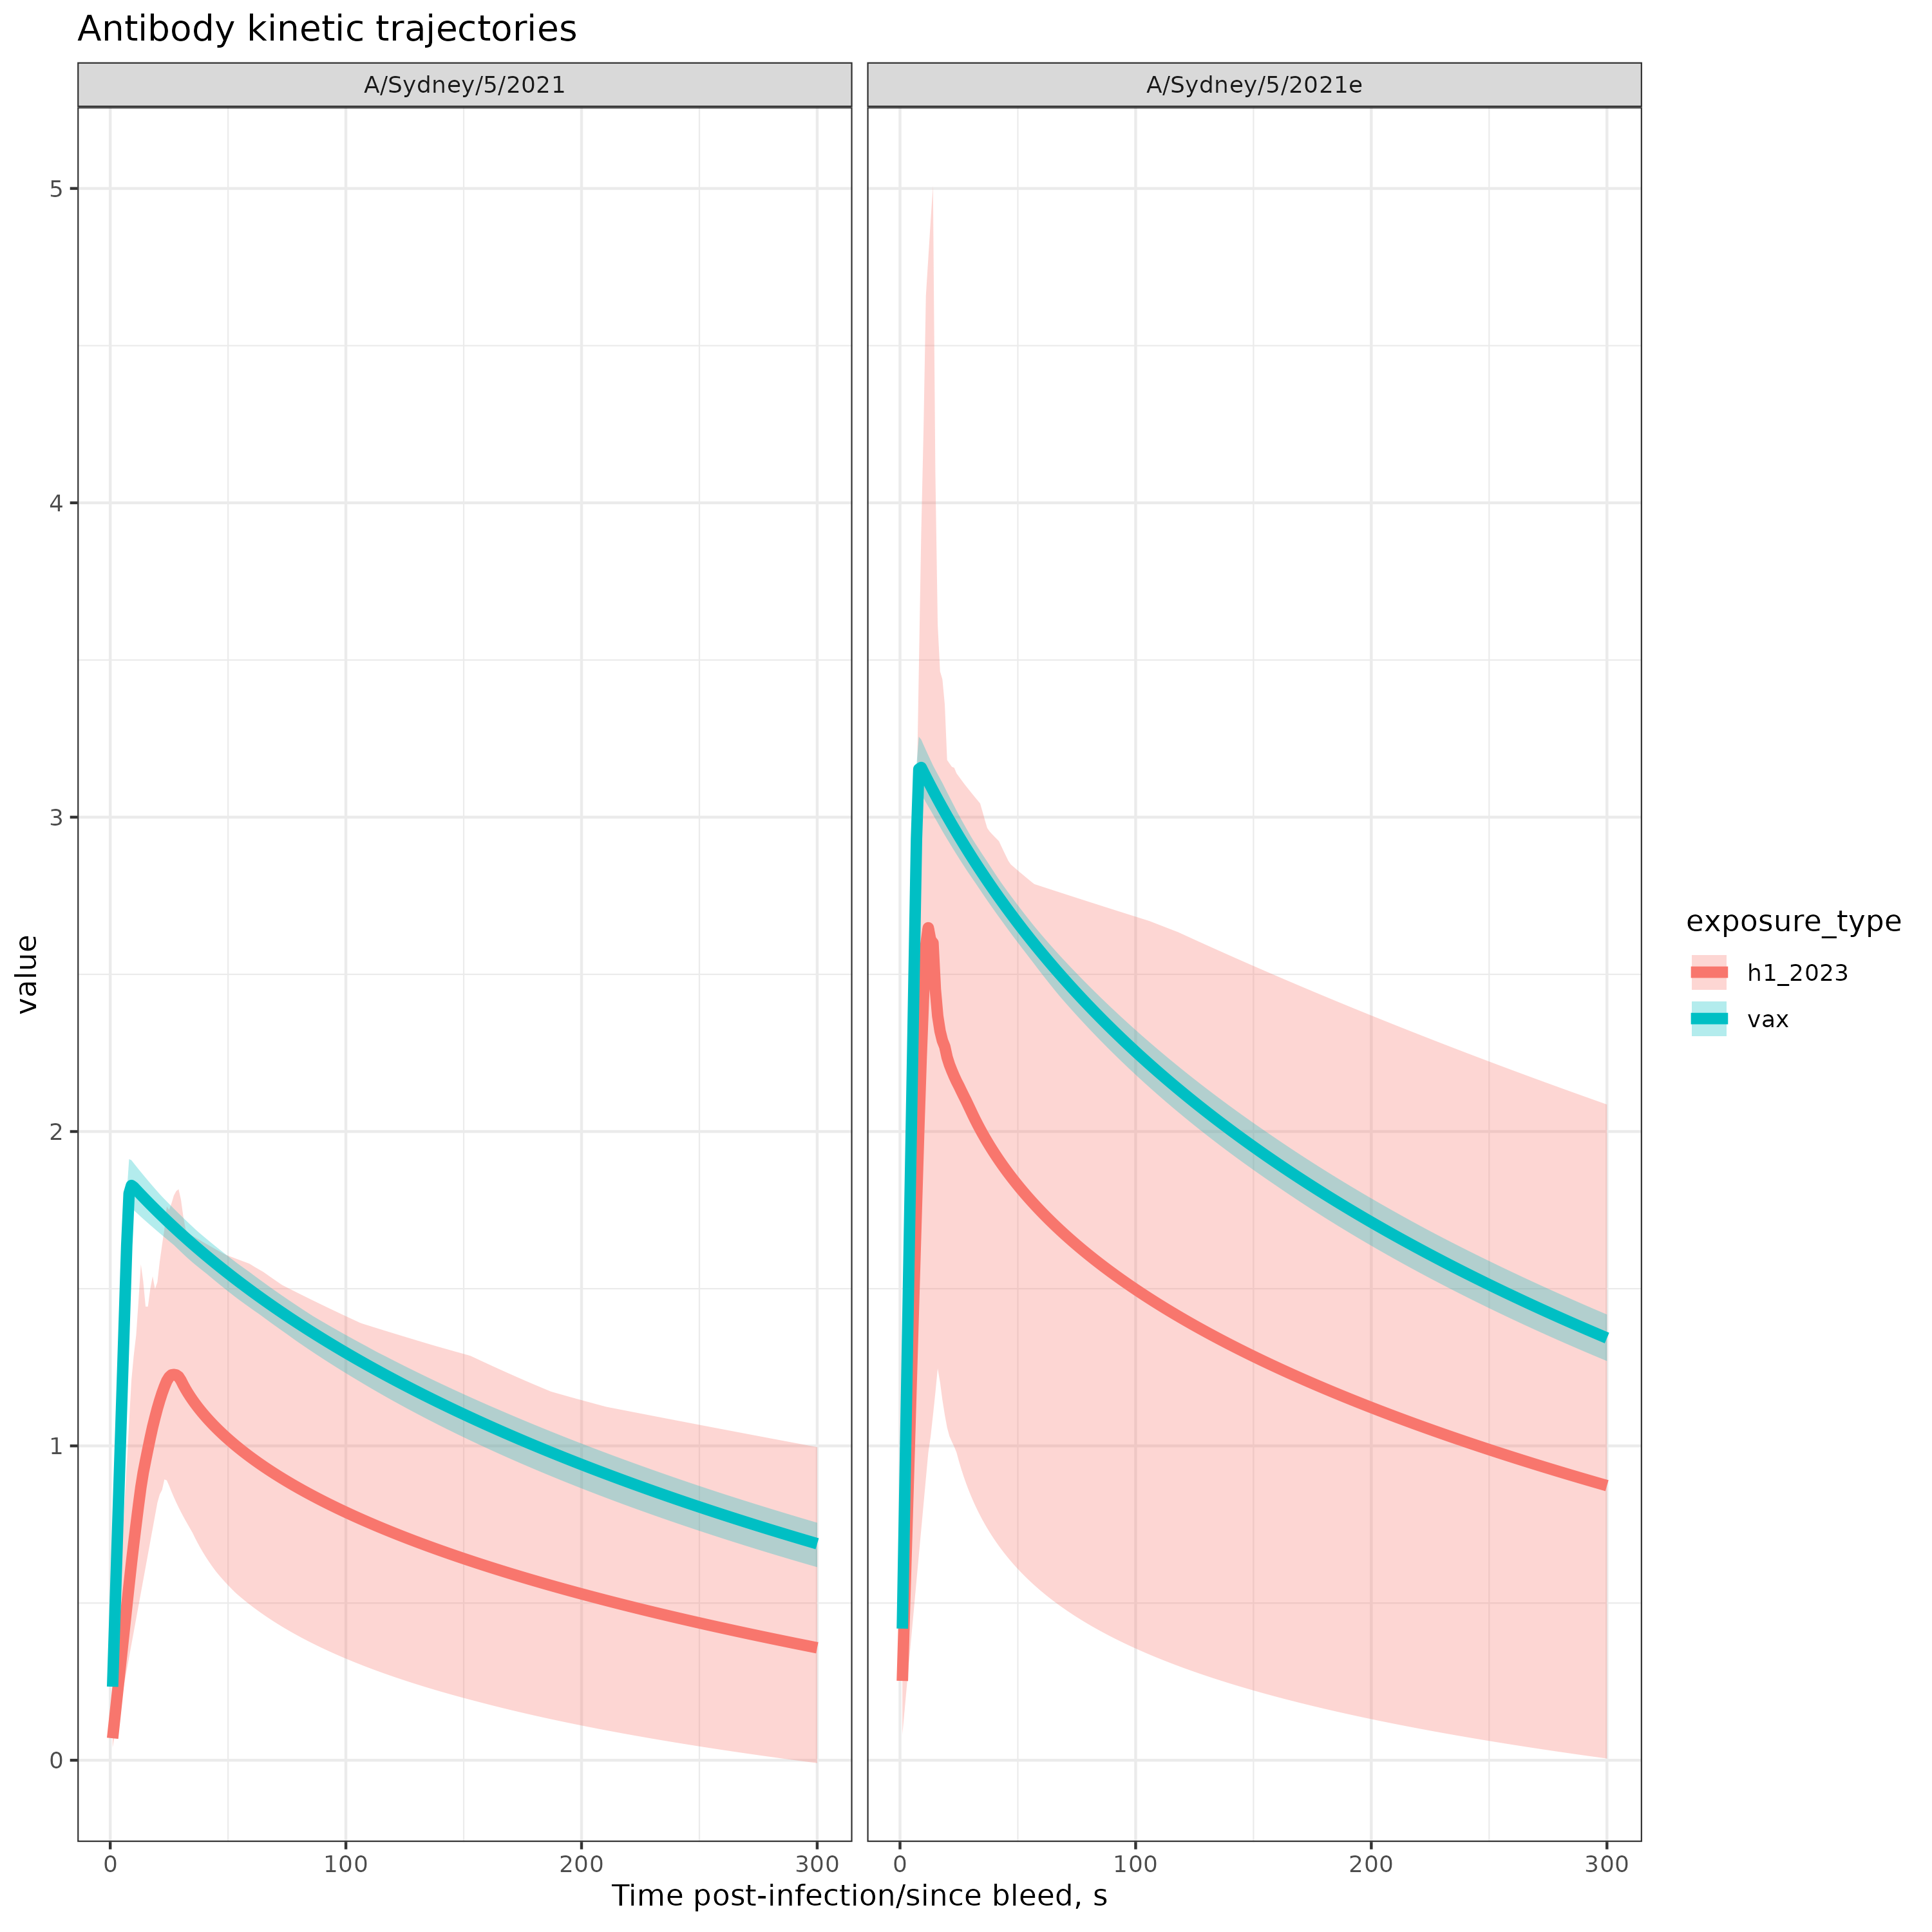 Antibody kinetic trajectories
A/Sydney/5/2021
A/Sydney/5/2021e
5
4
3
2
1
0
value
0 100 200 300
0 100 200 300
Time post-infection/since bleed, s
exposure_type
h1_2023
vax